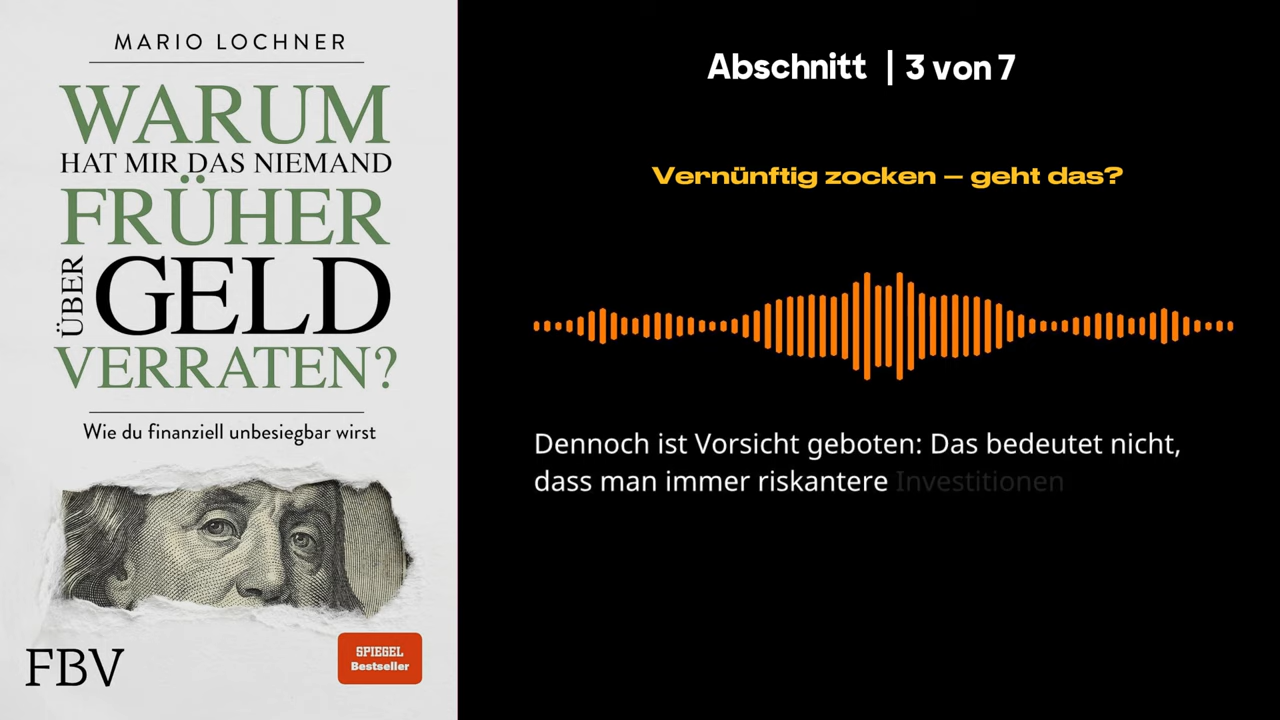 MARIO LOCHNER
WARUM
HAT MIR DAS NIEMAND
FRÜHER
ÜBER GELD
VERRATEN?
Wie du finanziell unbesiegbar wirst
FBV
SPIEGEL
Bestseller
Abschnitt | 3 von 7
Vernünftig zocken – geht das?
Dennoch ist Vorsicht geboten: Das bedeutet nicht,
dass man immer riskantere Investitionen